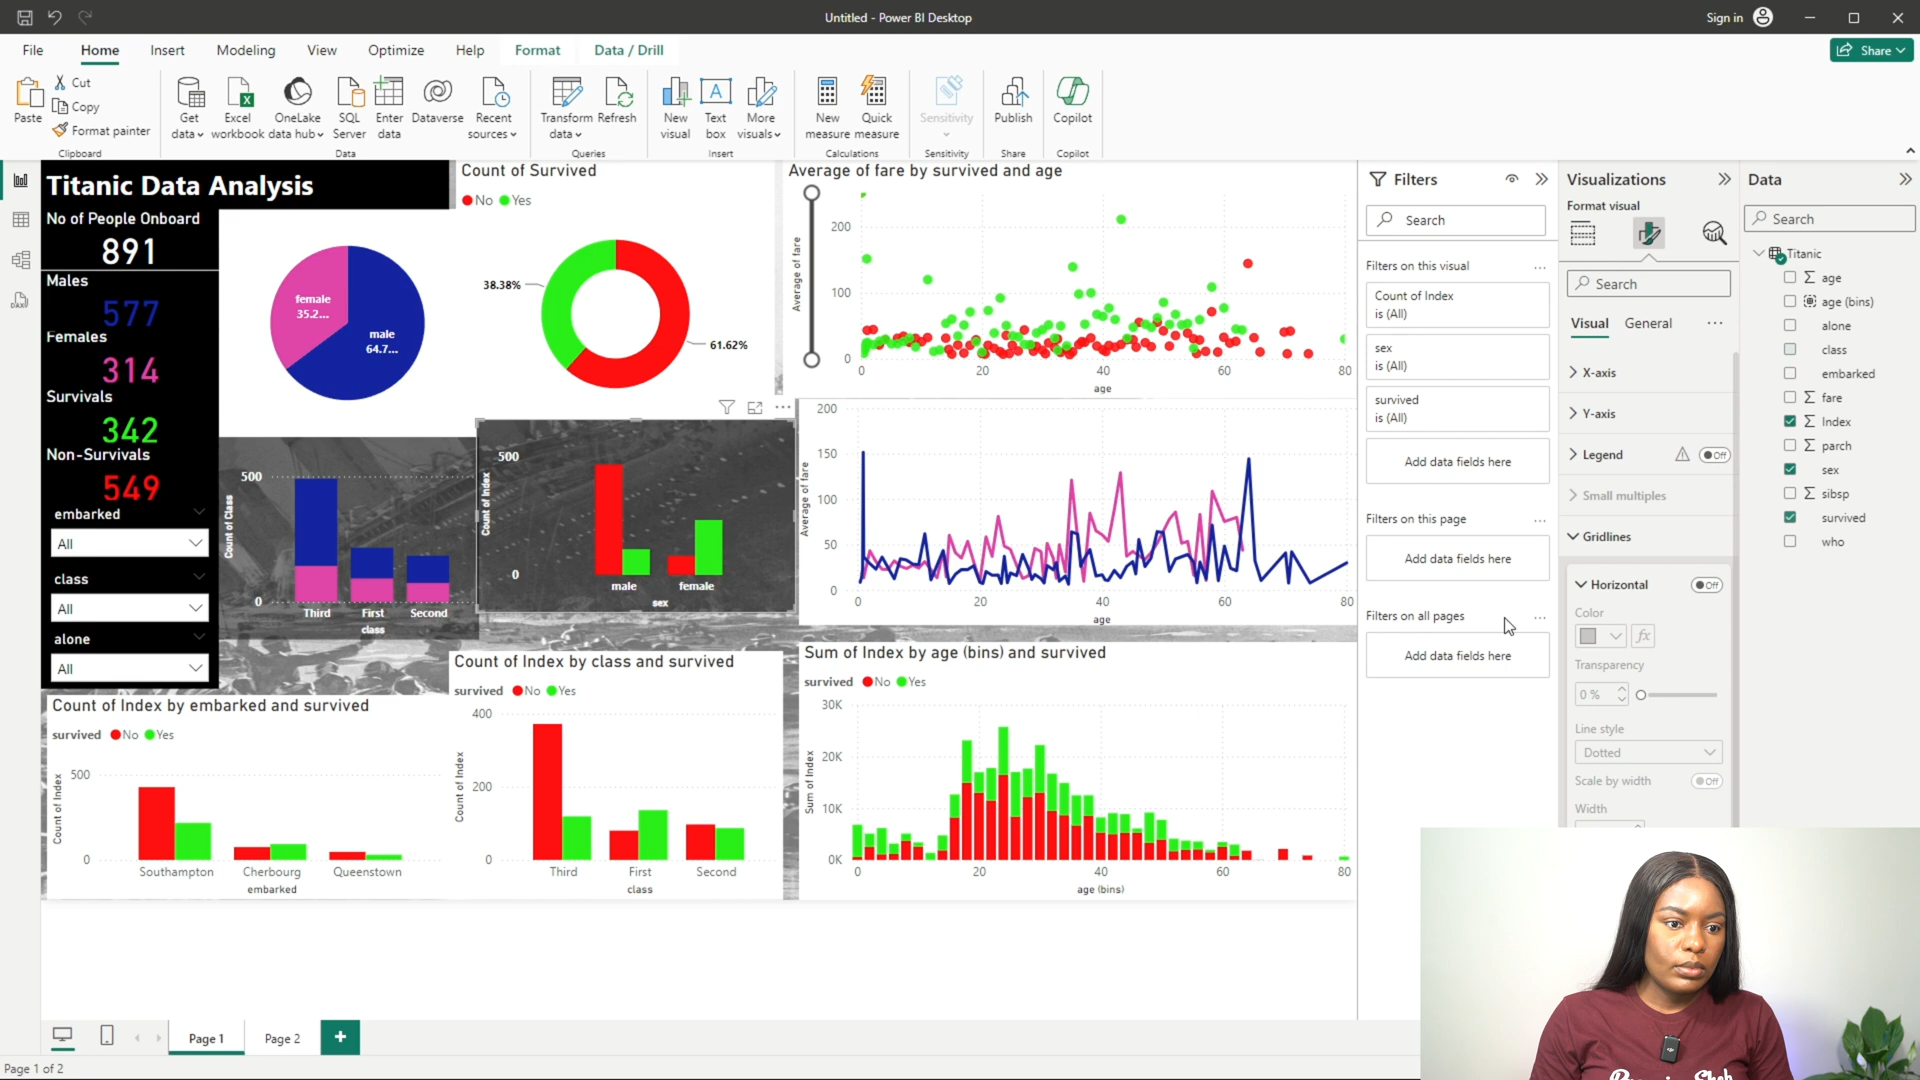 Untitled - Power BI Desktop
Sign in
File
Home
Insert
Modeling
View
Optimize
Help
Format
Data / Drill
Share
Paste
Cut
Copy
Format painter
Clipboard
Get data
Excel workbook
OneLake data hub
SQL Server
Enter data
Dataverse
Recent sources
Data
Transform data
Refresh
Queries
New visual
Text box
More visuals
Insert
New measure
Quick measure
Calculations
Sensitivity
Sensitivity
Publish
Share
Copilot
Copilot
Titanic Data Analysis
No of People Onboard
891
Males
577
Females
314
Survivals
342
Non-Survivals
549
embarked
All
class
All
alone
All
female
35.2...
male
64.7...
Count of Survived
No Yes
38.38%
61.62%
Average of fare by survived and age
Average of fare
200
100
0
0 20 40 60 80
age
Count of Class
500
0
Third First Second
class
Count of Index
500
0
male female
sex
Average of fare
200
150
100
50
0
0 20 40 60 80
age
Count of Index by embarked and survived
survived No Yes
Count of Index
500
0
Southampton Cherbourg Queenstown
embarked
Count of Index by class and survived
survived No Yes
Count of Index
400
200
0
Third First Second
class
Sum of Index by age (bins) and survived
survived No Yes
Sum of Index
30K
20K
10K
0K
0 20 40 60 80
age (bins)
Filters
Search
Filters on this visual
Count of Index
is (All)
sex
is (All)
survived
is (All)
Add data fields here
Filters on this page
Add data fields here
Filters on all pages
Add data fields here
Visualizations
Format visual
Search
Visual General
X-axis
Y-axis
Legend
Off
Small multiples
Gridlines
Horizontal
Off
Color
fx
Transparency
0 %
Line style
Dotted
Scale by width
Off
Width
Data
Search
Titanic
age
age (bins)
alone
class
embarked
fare
Index
parch
sex
sibsp
survived
who
Page 1
Page 2
Page 1 of 2